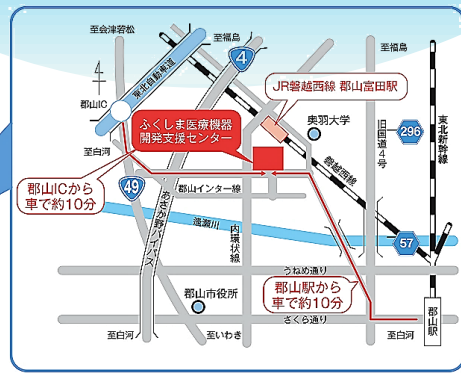 至会津若松
至福島
至福島
4
東北自動車道
郡山IC
JR磐越西線 郡山富田駅
奥羽大学
旧国道4号
296
東北新幹線
ふくしま医療機器
開発支援センター
至白河
磐越西線
郡山ICから
車で約10分
49
郡山インター線
あさか野バイパス
逢瀬川
内環状線
57
うねめ通り
郡山市役所
郡山駅から
車で約10分
さくら通り
郡山駅
至白河
至いわき
至白河